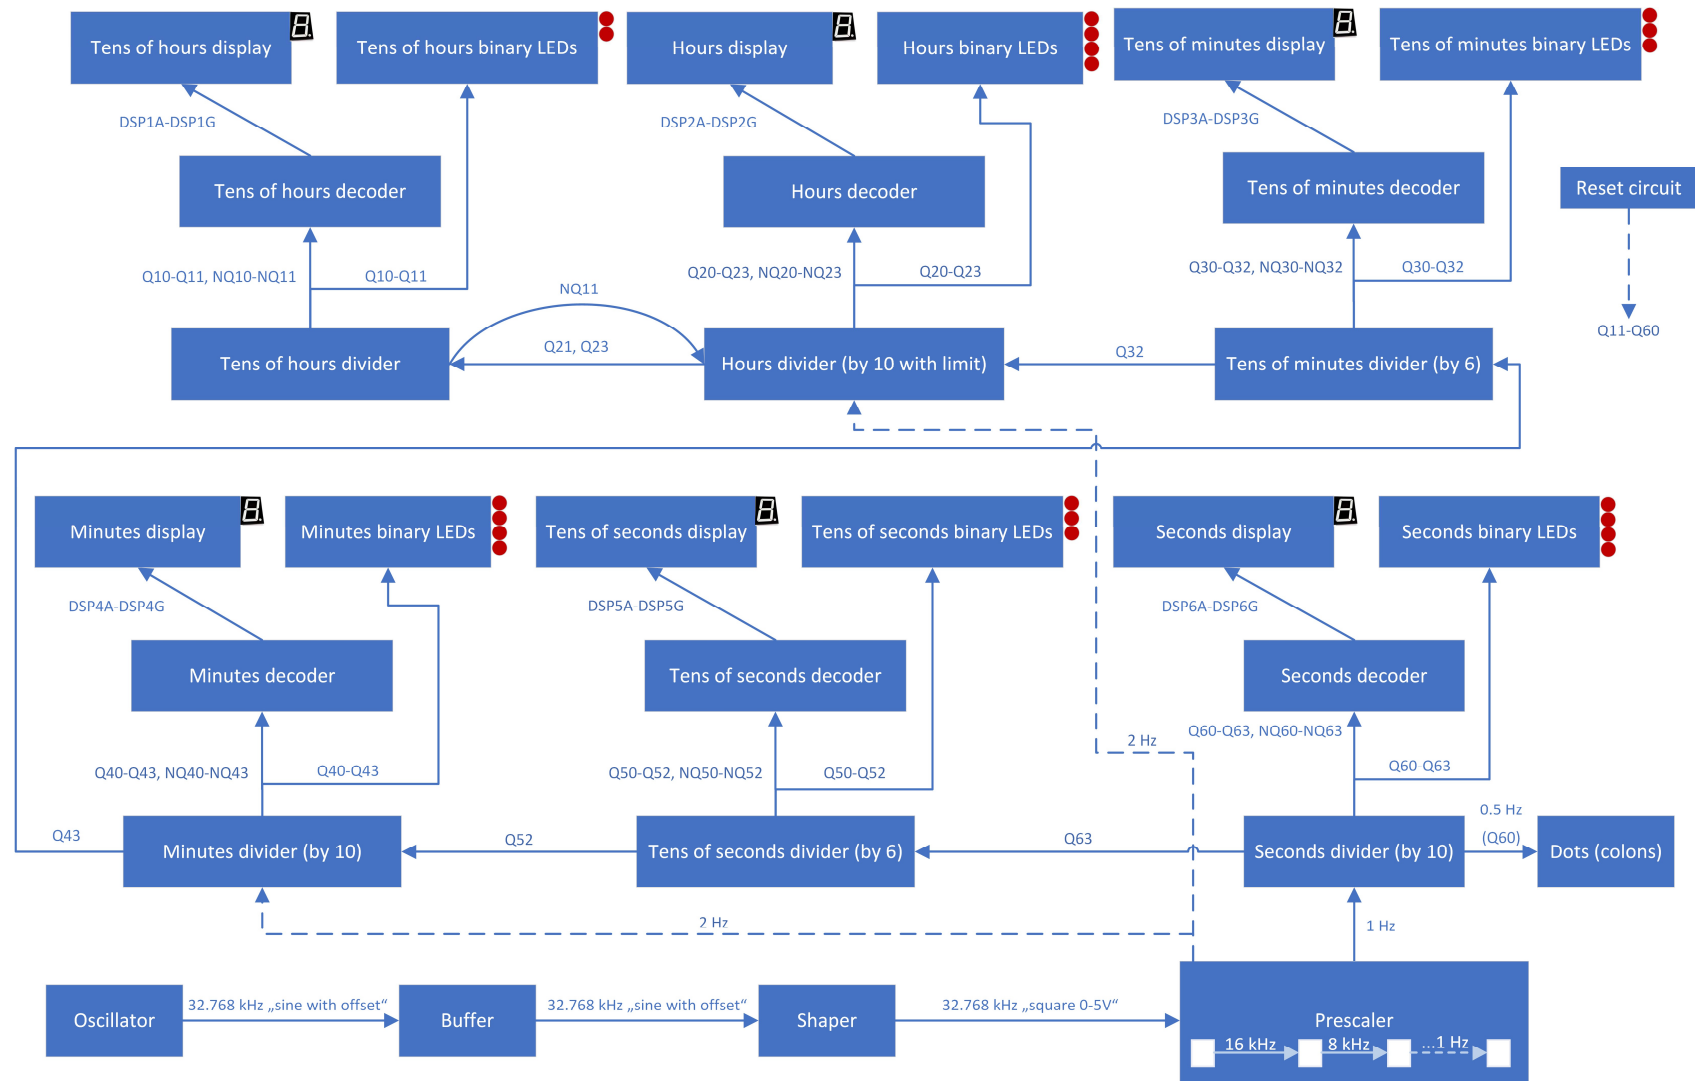 Tens of hours display
Tens of hours binary LEDs
Hours display
Hours binary LEDs
Tens of minutes display
Tens of minutes binary LEDs
DSP1A-DSP1G
DSP2A-DSP2G
DSP3A-DSP3G
Tens of hours decoder
Hours decoder
Tens of minutes decoder
Reset circuit
Q10-Q11, NQ10-NQ11
Q10-Q11
Q20-Q23, NQ20-NQ23
Q20-Q23
Q30-Q32, NQ30-NQ32
Q30-Q32
NQ11
Q11-Q60
Tens of hours divider
Q21, Q23
Hours divider (by 10 with limit)
Q32
Tens of minutes divider (by 6)
Minutes display
Minutes binary LEDs
Tens of seconds display
Tens of seconds binary LEDs
Seconds display
Seconds binary LEDs
DSP4A-DSP4G
DSP5A-DSP5G
DSP6A-DSP6G
Minutes decoder
Tens of seconds decoder
Seconds decoder
Q40-Q43, NQ40-NQ43
Q40-Q43
Q50-Q52, NQ50-NQ52
Q50-Q52
2 Hz
Q60-Q63, NQ60-NQ63
Q60-Q63
Q43
Minutes divider (by 10)
Q52
Tens of seconds divider (by 6)
Q63
Seconds divider (by 10)
0.5 Hz
(Q60)
Dots (colons)
2 Hz
1 Hz
Oscillator
32.768 kHz „sine with offset“
Buffer
32.768 kHz „sine with offset“
Shaper
32.768 kHz „square 0-5V“
Prescaler
16 kHz
8 kHz
...1 Hz